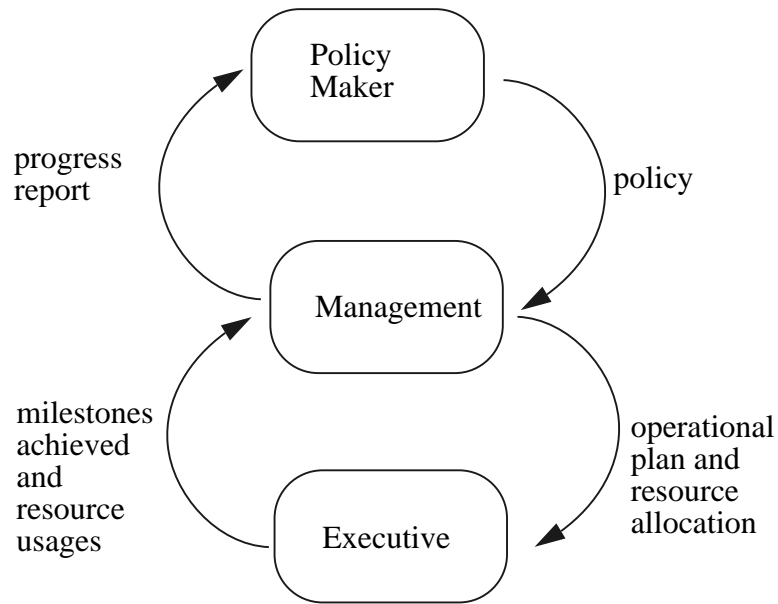 Policy
Maker
progress
report
policy
Management
milestones
achieved
and
resource
usages
operational
plan and
resource
allocation
Executive